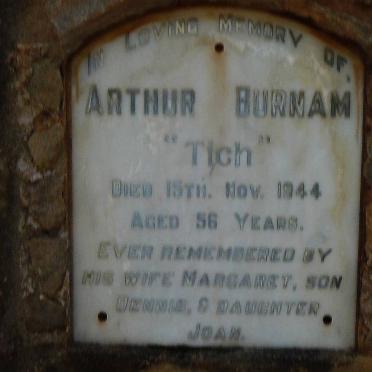 In Loving Memory of.
Arthur Burnam
"Tich"
Died 15th. Nov. 1944
Aged 56 Years.
Ever remembered by
his wife Margaret, son
Dennis, & daughter
Joan.